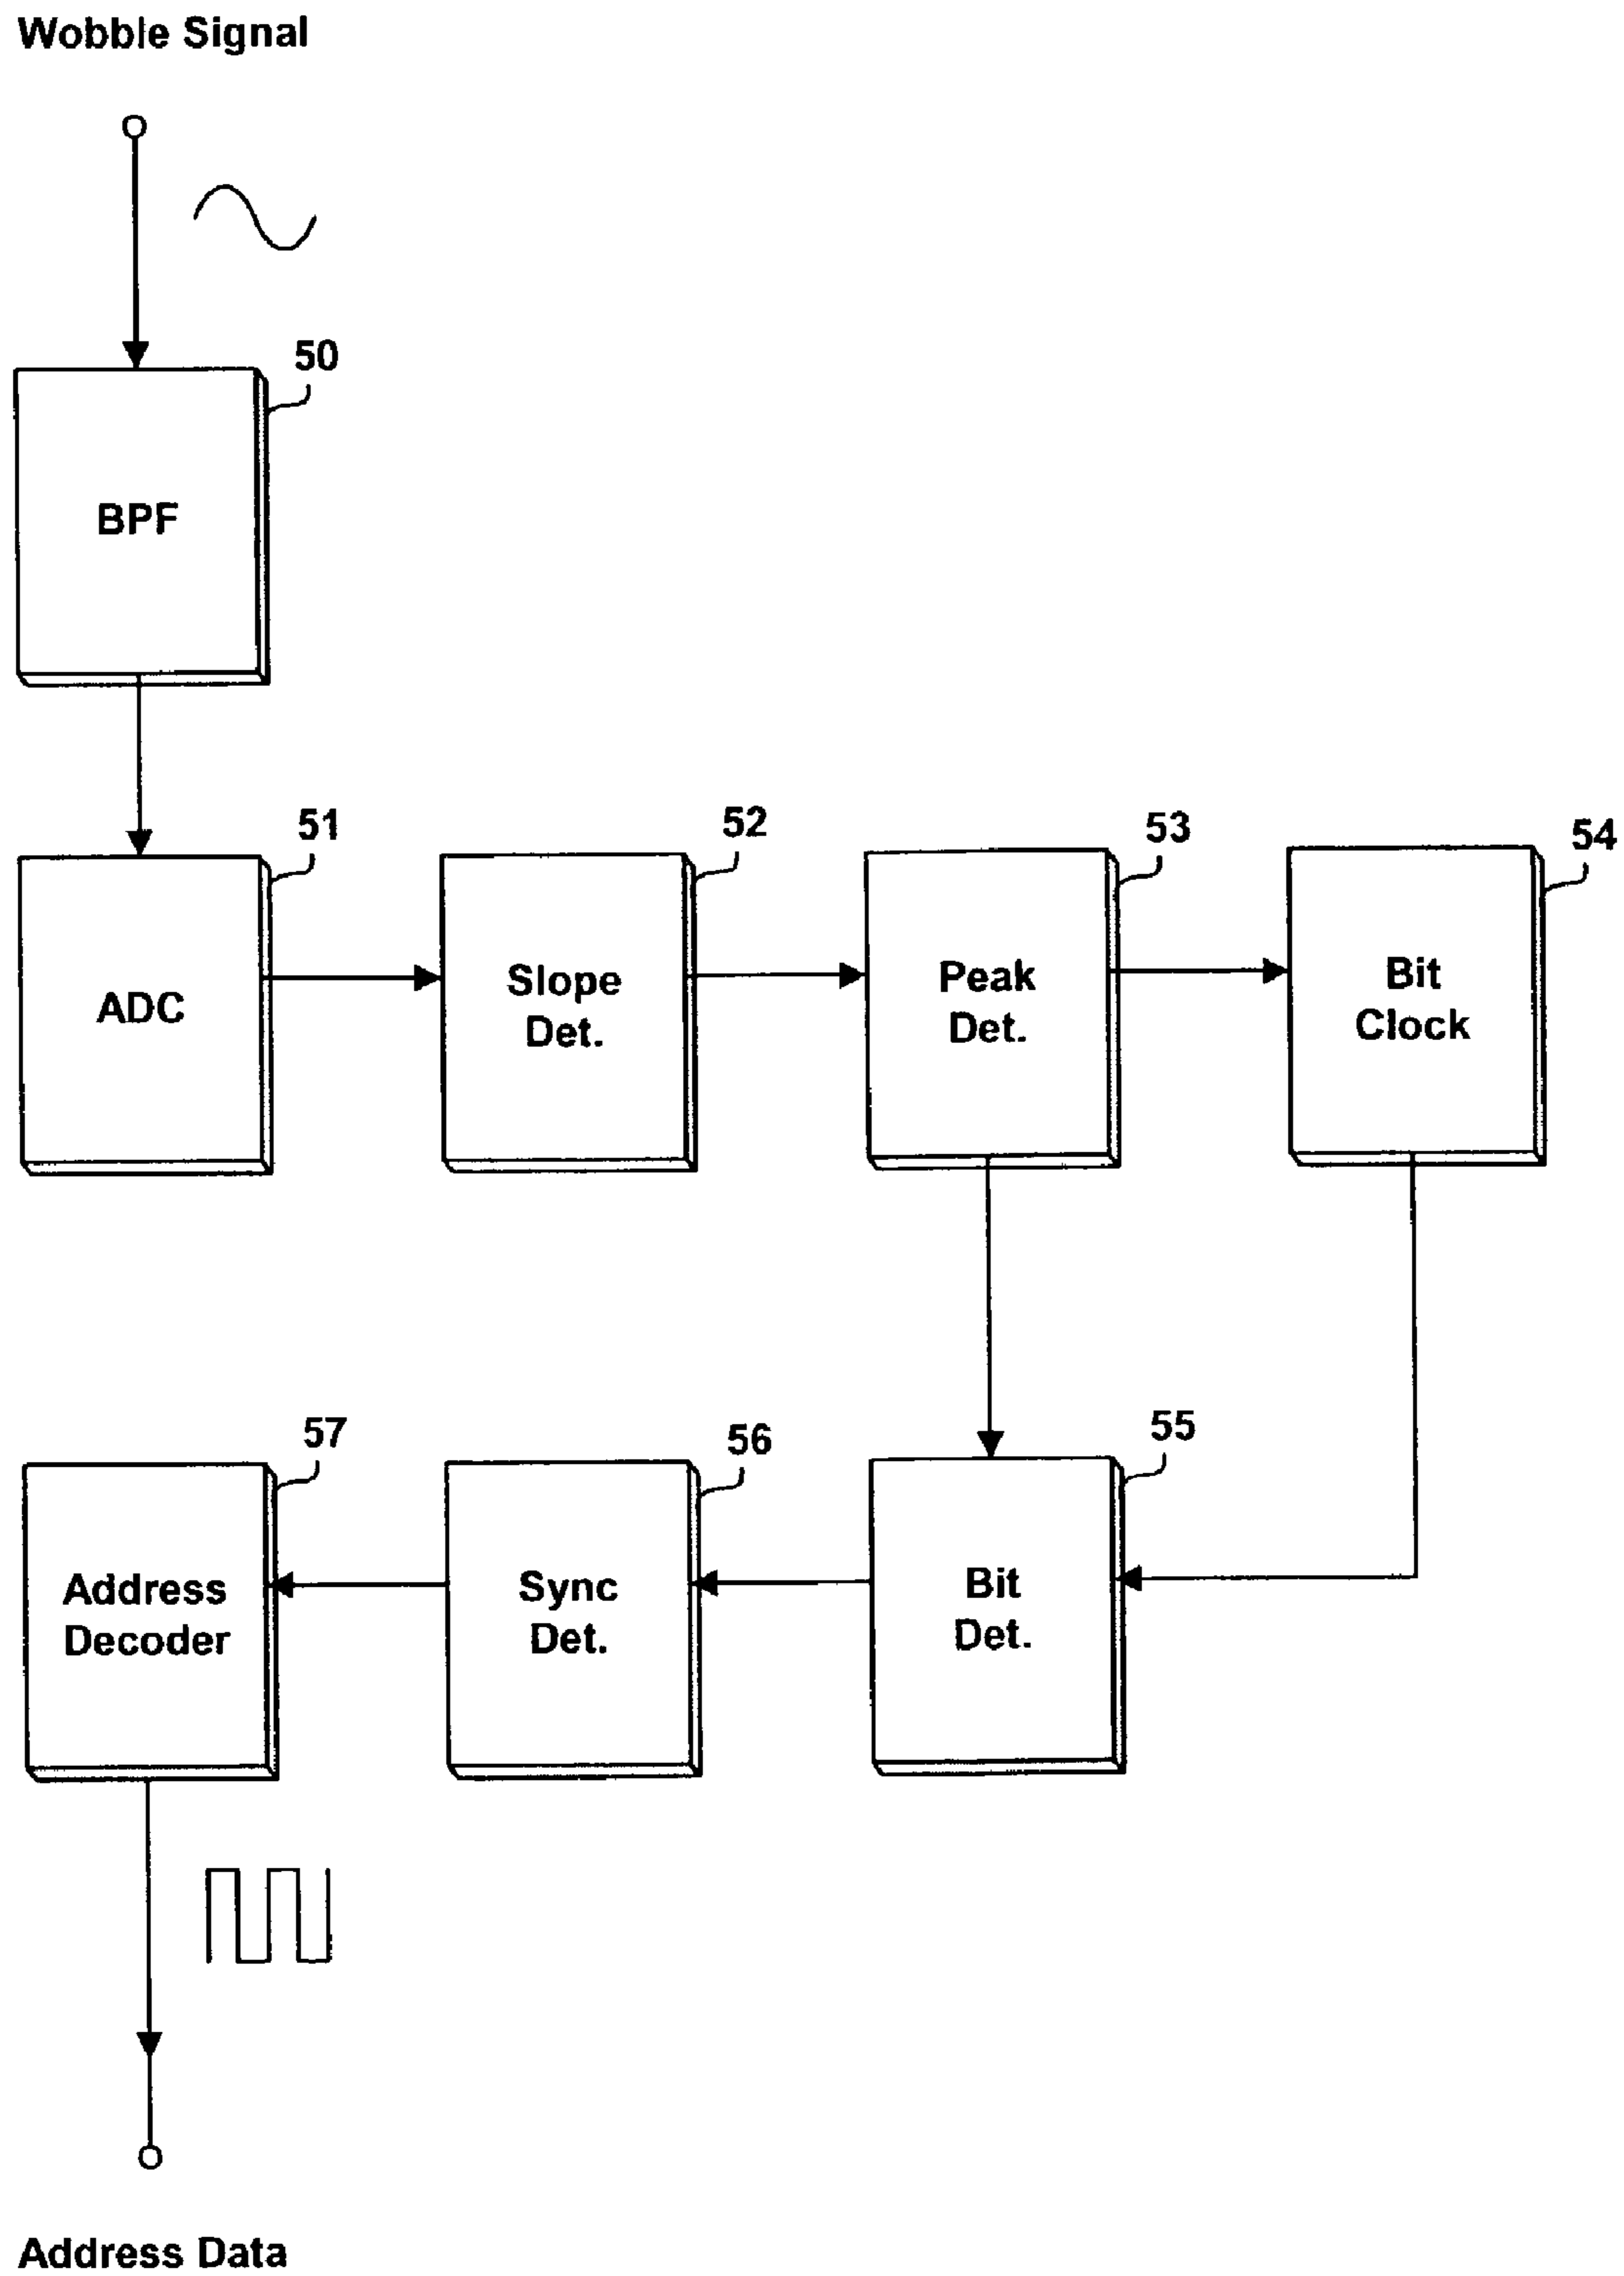 Wobble Signal
50
BPF
51
52
53
54
ADC
Slope
Det.
Peak
Det.
Bit
Clock
57
56
55
Address
Decoder
Sync
Det.
Bit
Det.
Address Data